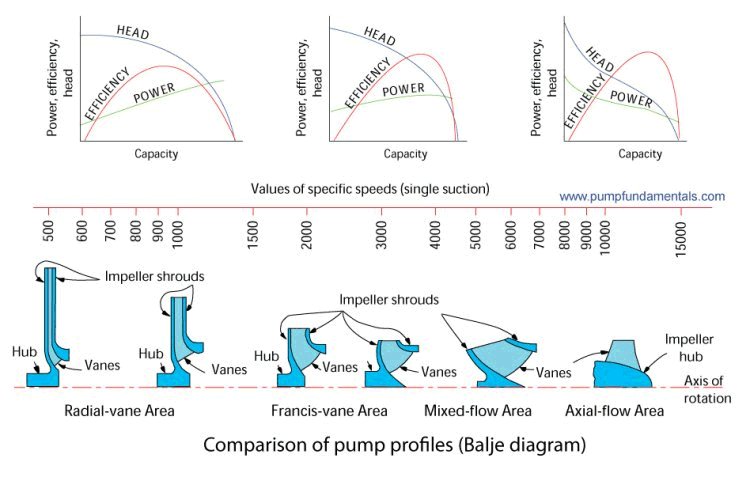 Power, efficiency, head
HEAD
EFFICIENCY
POWER
Capacity
Power, efficiency, head
HEAD
EFFICIENCY
POWER
Capacity
Power, efficiency, head
HEAD
EFFICIENCY
POWER
Capacity
Values of specific speeds (single suction)
www.pumpfundamentals.com
500 600 700 800 900 1000 1500 2000 3000 4000 5000 6000 7000 8000 9000 10000 15000
Impeller shrouds
Hub
Vanes
Hub
Vanes
Impeller shrouds
Hub
Vanes
Vanes
Vanes
Impeller
hub
Axis of
rotation
Radial-vane Area
Francis-vane Area
Mixed-flow Area
Axial-flow Area
Comparison of pump profiles (Balje diagram)